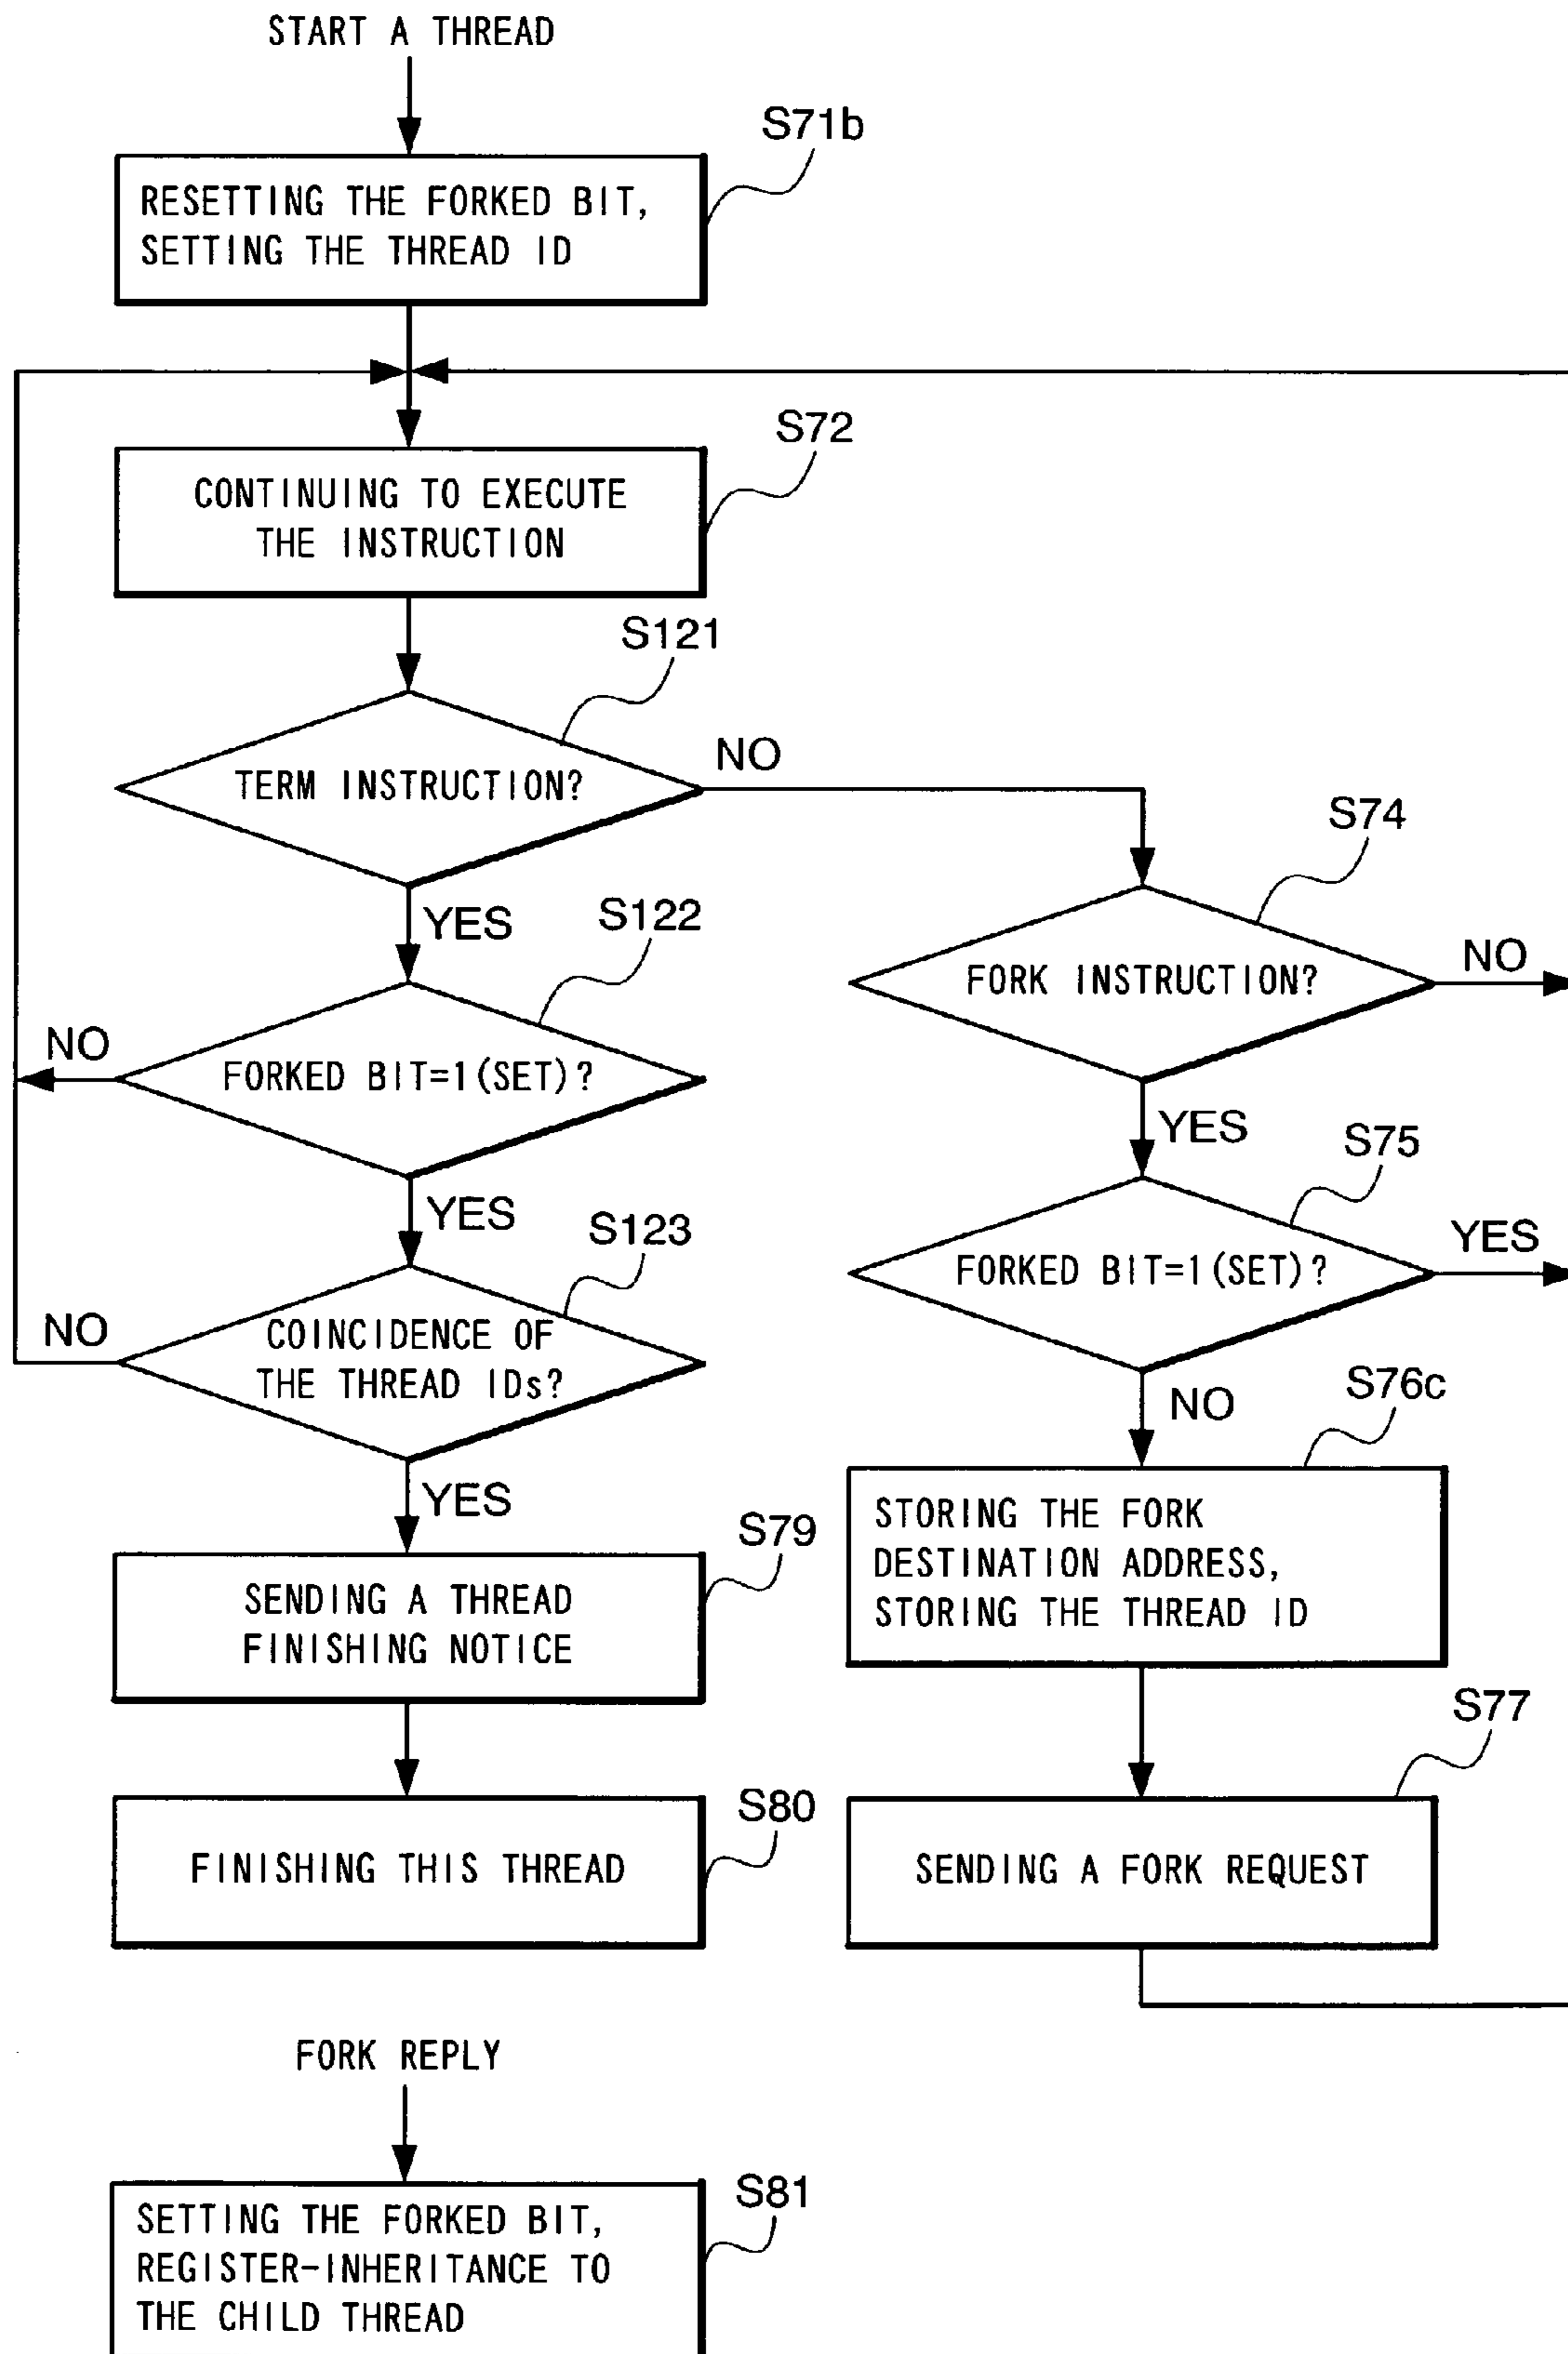 START A THREAD
S71b
RESETTING THE FORKED BIT,
SETTING THE THREAD ID
S72
CONTINUING TO EXECUTE
THE INSTRUCTION
S121
TERM INSTRUCTION?
NO
YES
S74
FORK INSTRUCTION?
NO
YES
S122
FORKED BIT=1(SET)?
NO
YES
S75
FORKED BIT=1(SET)?
YES
NO
S123
COINCIDENCE OF
THE THREAD IDs?
NO
YES
S76c
STORING THE FORK
DESTINATION ADDRESS,
STORING THE THREAD ID
S79
SENDING A THREAD
FINISHING NOTICE
S77
SENDING A FORK REQUEST
S80
FINISHING THIS THREAD
FORK REPLY
S81
SETTING THE FORKED BIT,
REGISTER-INHERITANCE TO
THE CHILD THREAD